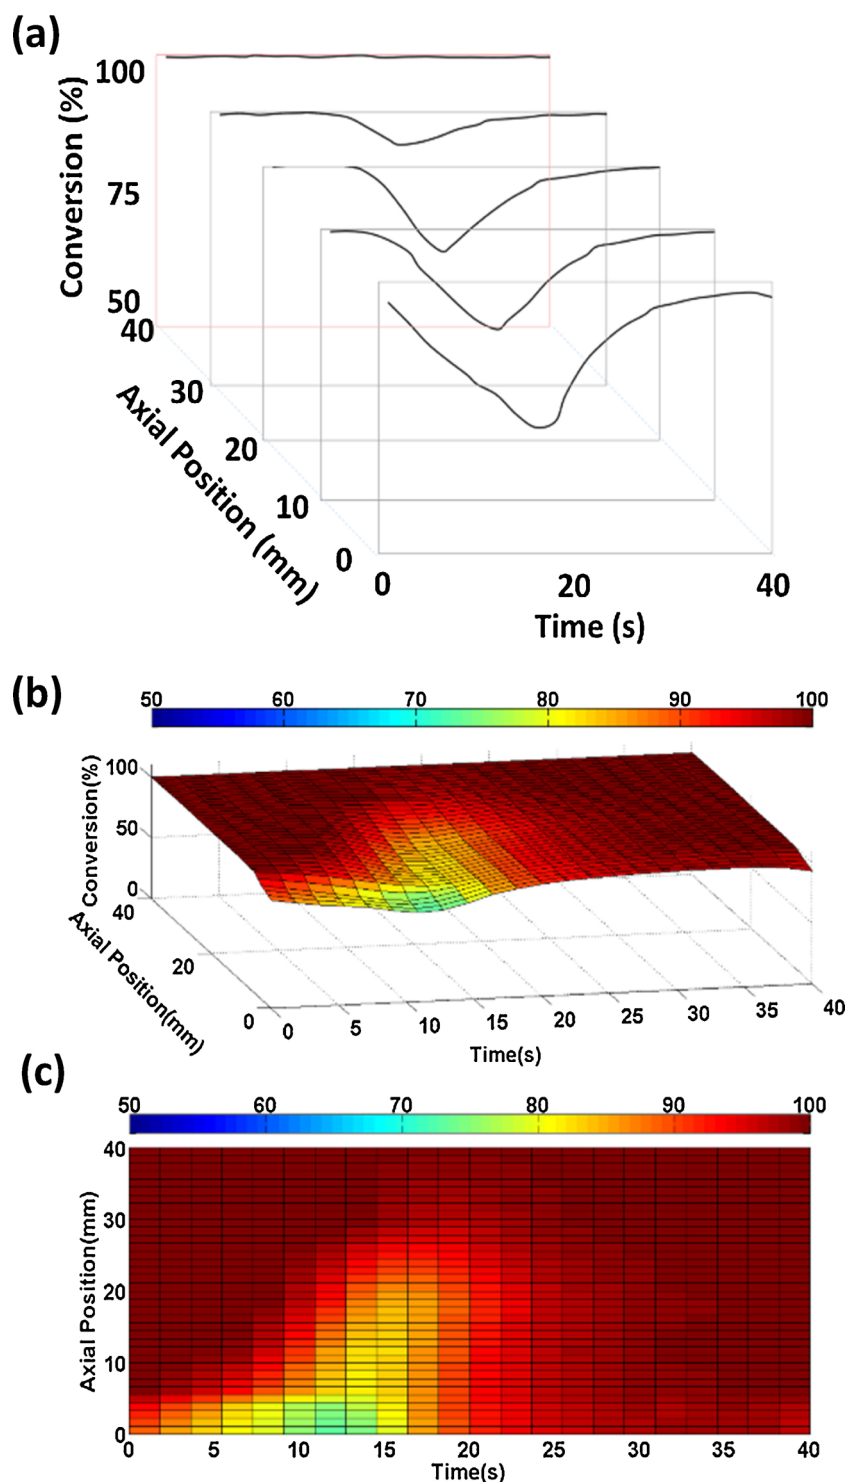 (a)
100
75
50
Conversion (%)
40
30
20
10
0
Axial Position (mm)
0 20 40
Time (s)
(b)
50 60 70 80 90 100
100
50
0
Conversion(%)
40
20
0
Axial Position(mm)
0 5 10 15 20 25 30 35 40
Time(s)
(c)
50 60 70 80 90 100
40
30
20
10
0
Axial Position(mm)
0 5 10 15 20 25 30 35 40
Time(s)